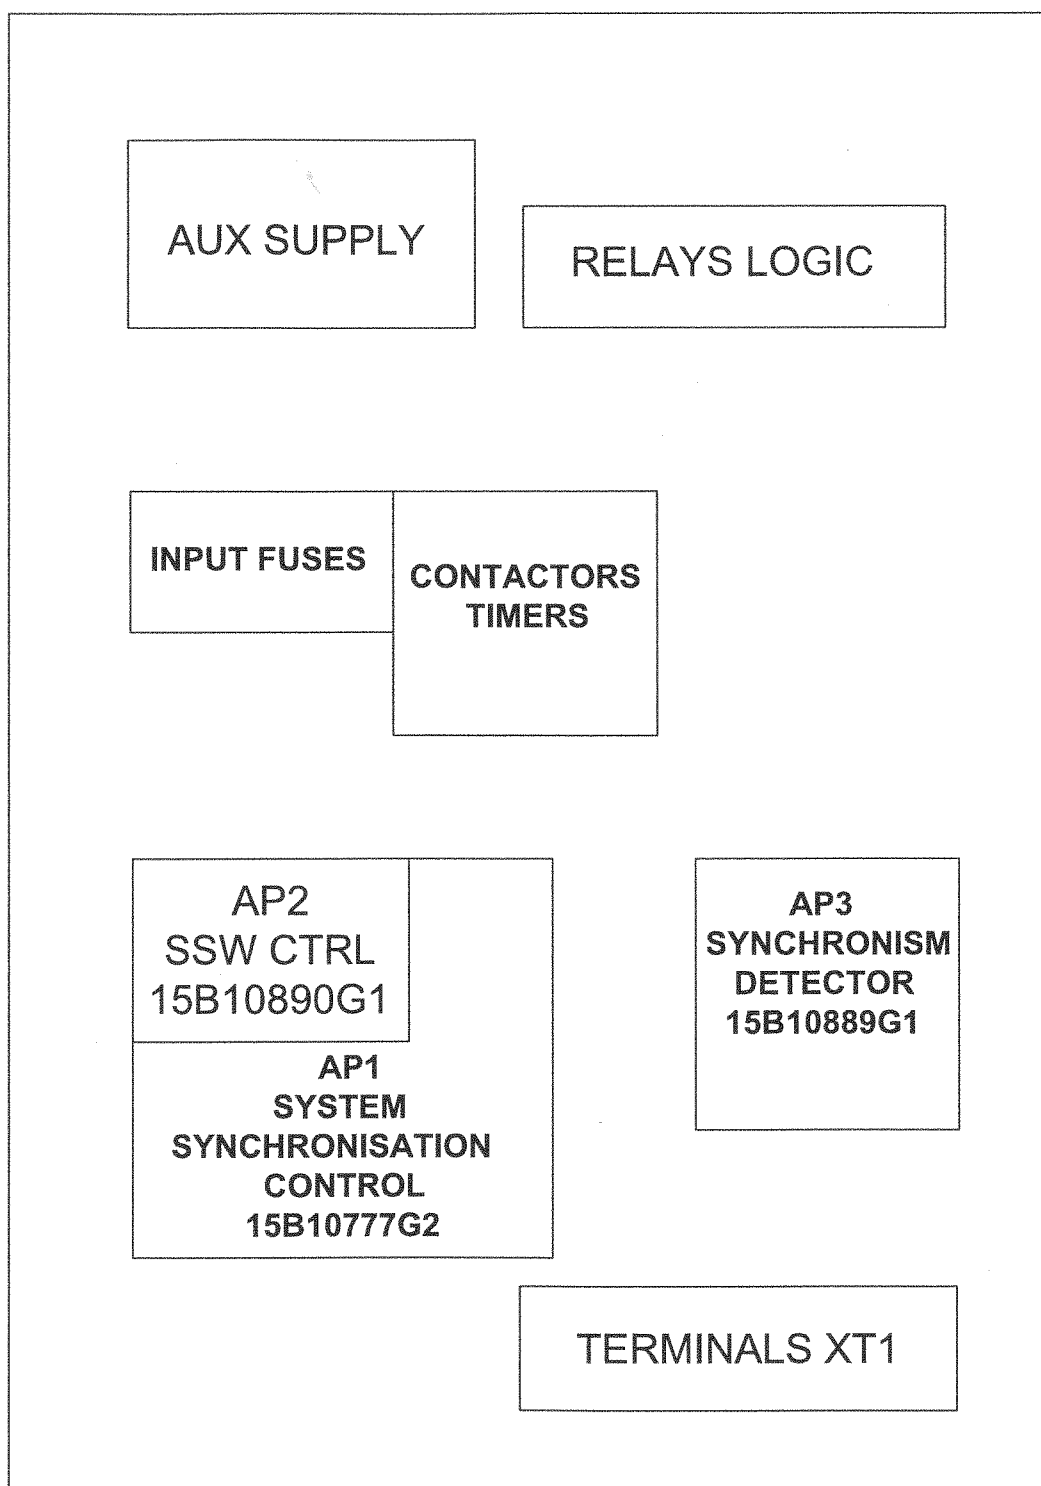 AUX SUPPLY
RELAYS LOGIC
INPUT FUSES
CONTACTORS
TIMERS
AP2
SSW CTRL
15B10890G1
AP1
SYSTEM
SYNCHRONISATION
CONTROL
15B10777G2
AP3
SYNCHRONISM
DETECTOR
15B10889G1
TERMINALS XT1